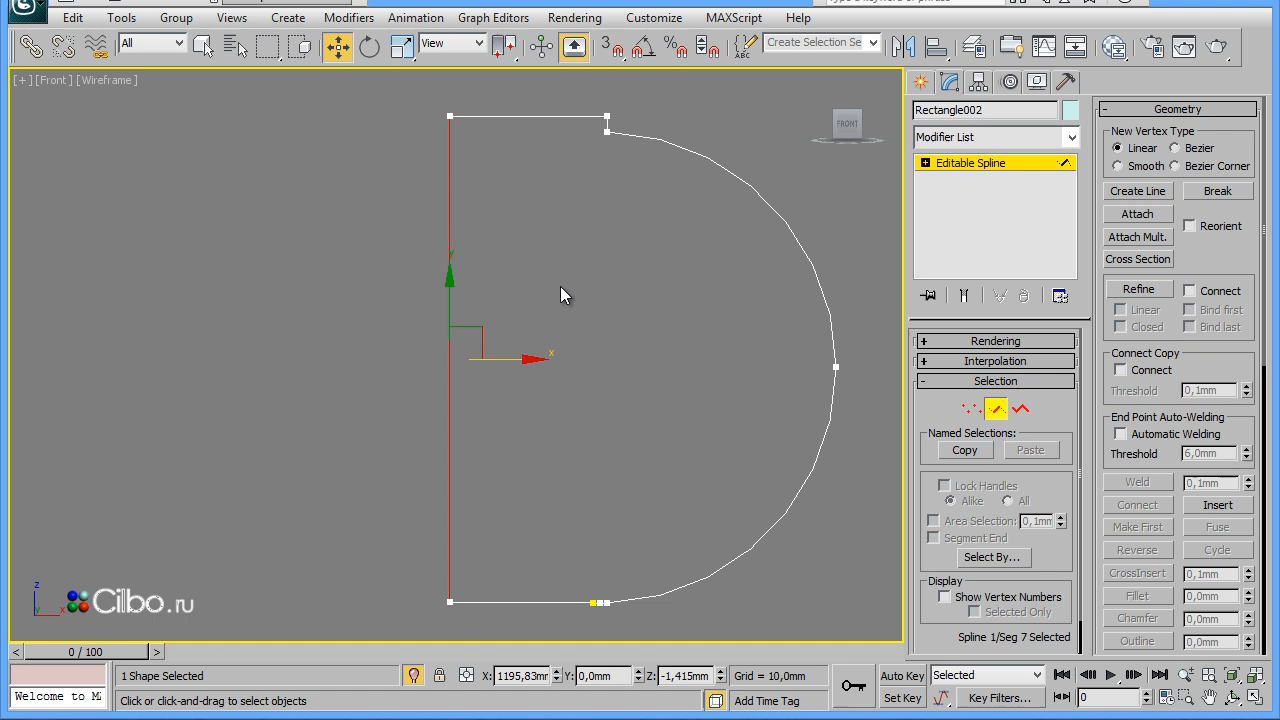 Type a keyword or phrase
Edit Tools Group Views Create Modifiers Animation Graph Editors Rendering Customize MAXScript Help
All View 3 Create Selection Se
[+][Front][Wireframe]
FRONT
y
x
z
y x
Cilbo.ru
Rectangle002
Modifier List
Editable Spline
Rendering
Interpolation
Selection
Named Selections:
Copy Paste
Lock Handles
Alike All
Area Selection: 0,1mm
Segment End
Select By...
Display
Show Vertex Numbers
Selected Only
Spline 1/Seg 7 Selected
Geometry
New Vertex Type
Linear Bezier
Smooth Bezier Corner
Create Line Break
Attach Reorient
Attach Mult.
Cross Section
Refine Connect
Linear Bind first
Closed Bind last
Connect Copy
Connect
Threshold 0,1mm
End Point Auto-Welding
Automatic Welding
Threshold 6,0mm
Weld 0,1mm
Connect Insert
Make First Fuse
Reverse Cycle
CrossInsert 0,1mm
Fillet 0,0mm
Chamfer 0,0mm
Outline 0,0mm
< 0 / 100 >
1 Shape Selected X: 1195,83mm Y: 0,0mm Z: -1,415mm Grid = 10,0mm Auto Key Selected
Welcome to M Click or click-and-drag to select objects Add Time Tag Set Key Key Filters... 0